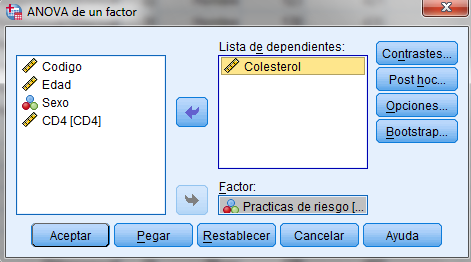 ANOVA de un factor
Codigo
Edad
Sexo
CD4 [CD4]
Lista de dependientes:
Colesterol
Factor:
Practicas de riesgo [...
Contrastes...
Post hoc...
Opciones...
Bootstrap...
Aceptar
Pegar
Restablecer
Cancelar
Ayuda